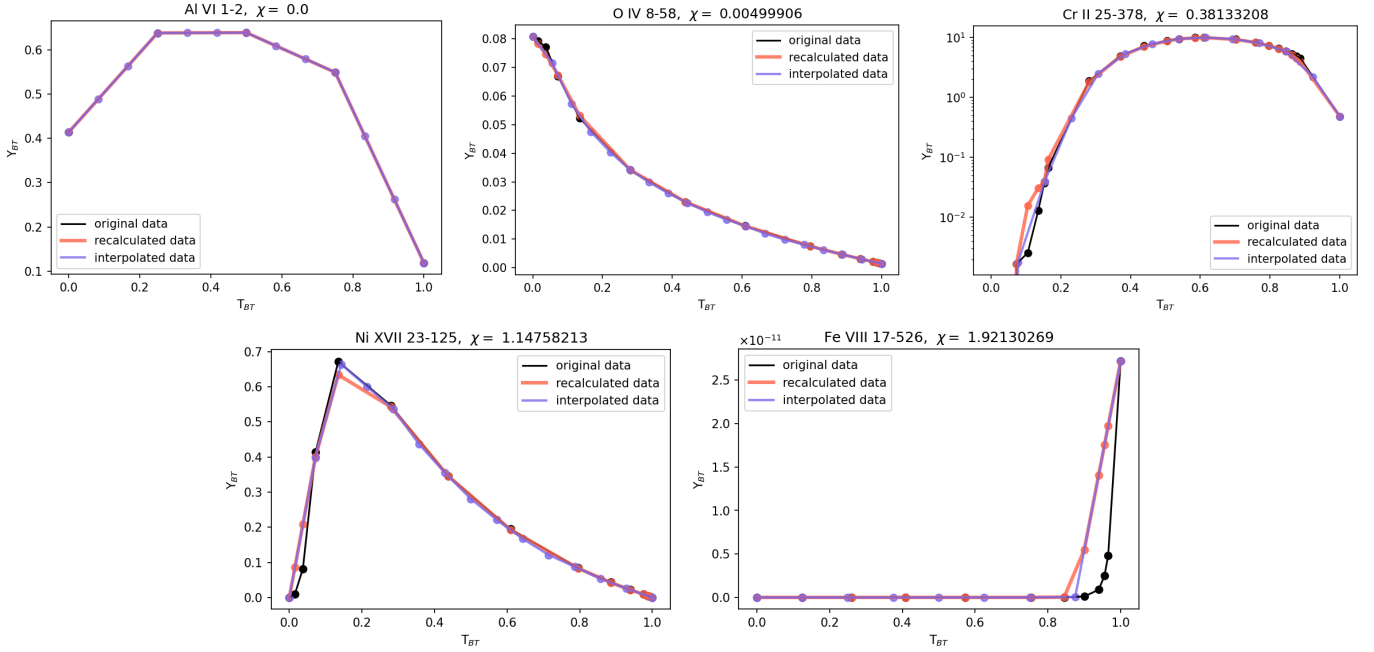 Al VI 1-2, χ = 0.0
Y_BT
0.6
0.5
0.4
0.3
0.2
0.1
original data
recalculated data
interpolated data
0.0 0.2 0.4 0.6 0.8 1.0
T_BT
O IV 8-58, χ = 0.00499906
Y_BT
0.08
0.07
0.06
0.05
0.04
0.03
0.02
0.01
0.00
original data
recalculated data
interpolated data
0.0 0.2 0.4 0.6 0.8 1.0
T_BT
Cr II 25-378, χ = 0.38133208
Y_BT
10^1
10^0
10^−1
10^−2
original data
recalculated data
interpolated data
0.0 0.2 0.4 0.6 0.8 1.0
T_BT
Ni XVII 23-125, χ = 1.14758213
Y_BT
0.7
0.6
0.5
0.4
0.3
0.2
0.1
0.0
original data
recalculated data
interpolated data
0.0 0.2 0.4 0.6 0.8 1.0
T_BT
Fe VIII 17-526, χ = 1.92130269
×10^−11
Y_BT
2.5
2.0
1.5
1.0
0.5
0.0
original data
recalculated data
interpolated data
0.0 0.2 0.4 0.6 0.8 1.0
T_BT